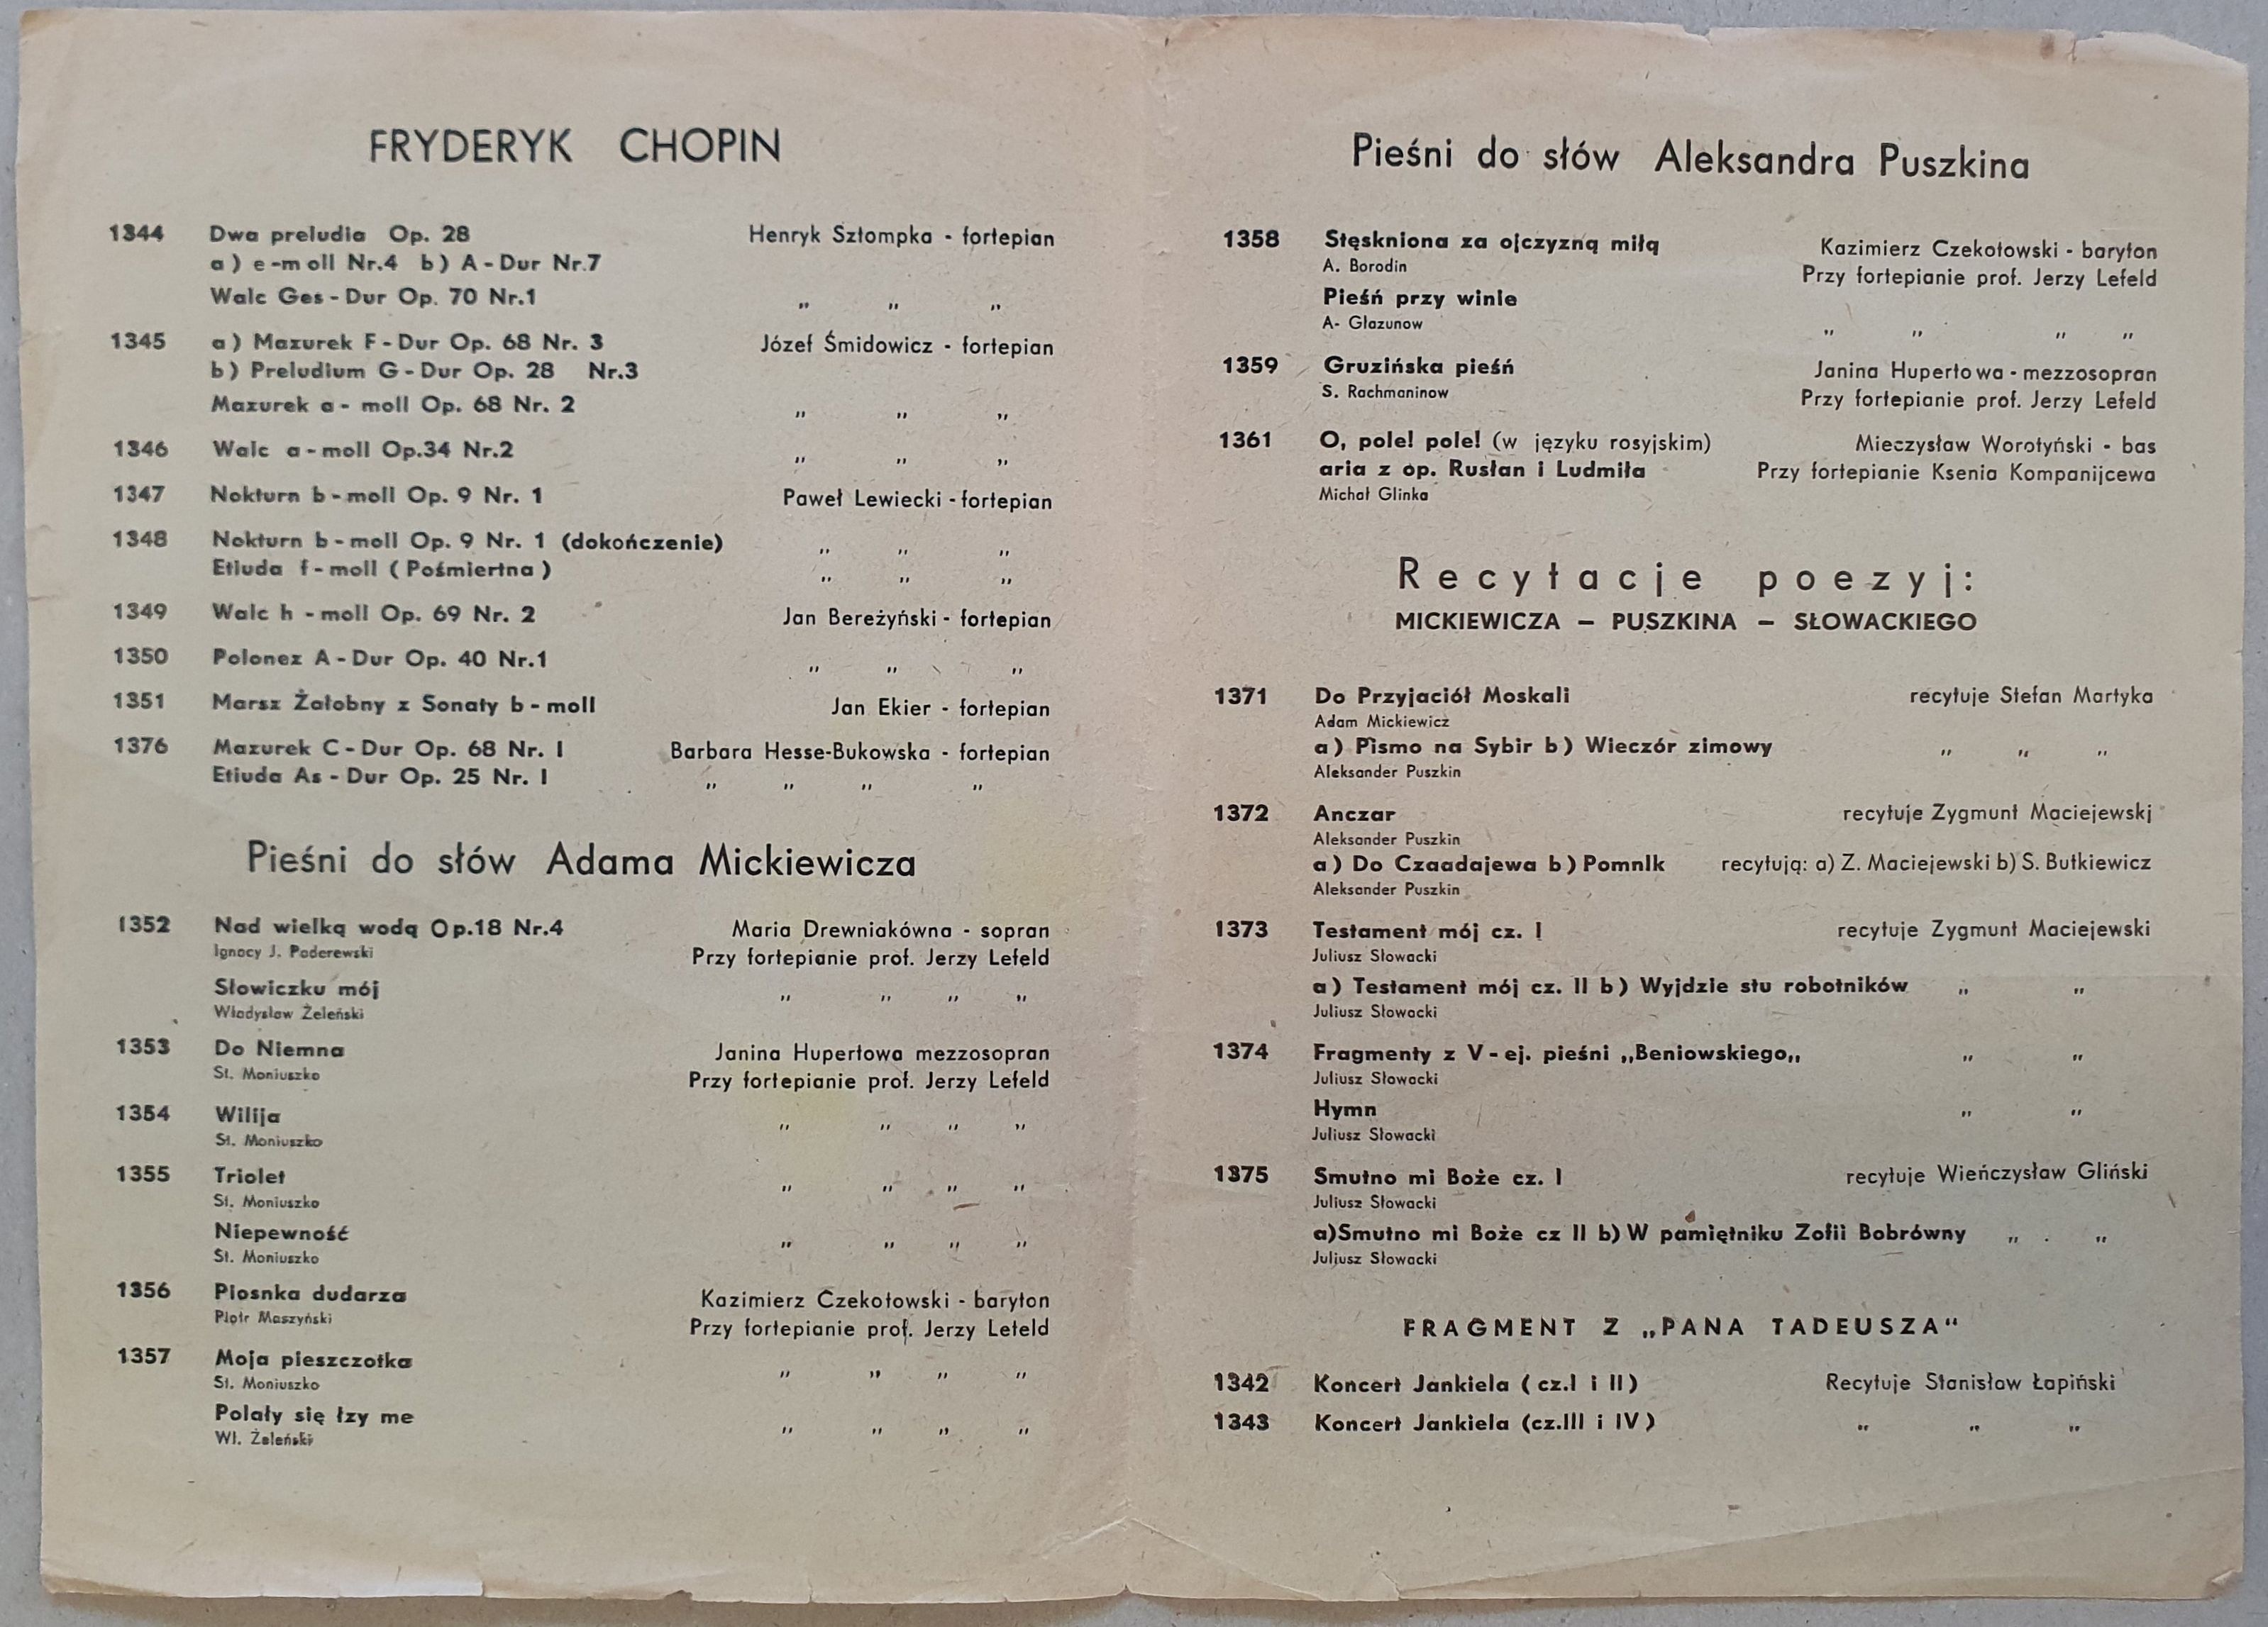 FRYDERYK CHOPIN
1344 Dwa preludia Op. 28 Henryk Sztompka - fortepian
a) e-moll Nr.4 b) A-Dur Nr.7
Walc Ges-Dur Op. 70 Nr.1 „ „ „
1345 a) Mazurek F-Dur Op. 68 Nr. 3 Józef Śmidowicz - fortepian
b) Preludium G-Dur Op. 28 Nr.3
Mazurek a-moll Op. 68 Nr. 2 „ „ „
1346 Walc a-moll Op.34 Nr.2 „ „ „
1347 Nokturn b-moll Op. 9 Nr. 1 Paweł Lewiecki - fortepian
1348 Nokturn b-moll Op. 9 Nr. 1 (dokończenie) „ „ „
Etiuda f-moll (Pośmiertna) „ „ „
1349 Walc h-moll Op. 69 Nr. 2 Jan Bereżyński - fortepian
1350 Polonez A-Dur Op. 40 Nr.1 „ „ „
1351 Marsz Żałobny z Sonaty b-moll Jan Ekier - fortepian
1376 Mazurek C-Dur Op. 68 Nr. I Barbara Hesse-Bukowska - fortepian
Etiuda As-Dur Op. 25 Nr. I „ „ „ „
Pieśni do słów Adama Mickiewicza
1352 Nad wielką wodą Op.18 Nr.4 Maria Drewniakówna - sopran
Ignacy J. Paderewski Przy fortepianie prof. Jerzy Lefeld
Słowiczku mój „ „ „ „
Władysław Żeleński
1353 Do Niemna Janina Hupertowa mezzosopran
St. Moniuszko Przy fortepianie prof. Jerzy Lefeld
1354 Wilija „ „ „ „
St. Moniuszko
1355 Triolet „ „ „ „
St. Moniuszko
Niepewność „ „ „ „
St. Moniuszko
1356 Piosnka dudarza Kazimierz Czekotowski - baryton
Piotr Maszyński Przy fortepianie prof. Jerzy Lefeld
1357 Moja pieszczotka „ „ „ „
St. Moniuszko
Polały się łzy me „ „ „ „
Wł. Żeleński
Pieśni do słów Aleksandra Puszkina
1358 Stęskniona za ojczyzną miłą Kazimierz Czekotowski - baryton
A. Borodin Przy fortepianie prof. Jerzy Lefeld
Pieśń przy winie
A- Głazunow „ „ „ „
1359 Gruzińska pieśń Janina Hupertowa - mezzosopran
S. Rachmaninow Przy fortepianie prof. Jerzy Lefeld
1361 O, pole! pole! (w języku rosyjskim) Mieczysław Worotyński - bas
aria z op. Rusłan i Ludmiła Przy fortepianie Ksenia Kompanijcewa
Michał Glinka
Recytacje poezyj:
MICKIEWICZA – PUSZKINA – SŁOWACKIEGO
1371 Do Przyjaciół Moskali recytuje Stefan Martyka
Adam Mickiewicz
a) Pismo na Sybir b) Wieczór zimowy „ „ „
Aleksander Puszkin
1372 Anczar recytuje Zygmunt Maciejewskj
Aleksander Puszkin
a) Do Czaadajewa b) Pomnik recytują: a) Z. Maciejewski b) S. Butkiewicz
Aleksander Puszkin
1373 Testament mój cz. I recytuje Zygmunt Maciejewski
Juliusz Słowacki
a) Testament mój cz. II b) Wyjdzie stu robotników „ „
Juliusz Słowacki
1374 Fragmenty z V-ej. pieśni „Beniowskiego„ „ „
Juliusz Słowacki
Hymn „ „
Juliusz Słowacki
1375 Smutno mi Boże cz. I recytuje Wieńczysław Gliński
Juliusz Słowacki
a)Smutno mi Boże cz II b) W pamiętniku Zofii Bobrówny „ „
Juliusz Słowacki
FRAGMENT Z „PANA TADEUSZA“
1342 Koncert Jankiela (cz.I i II) Recytuje Stanisław Łapiński
1343 Koncert Jankiela (cz.III i IV) „ „ „